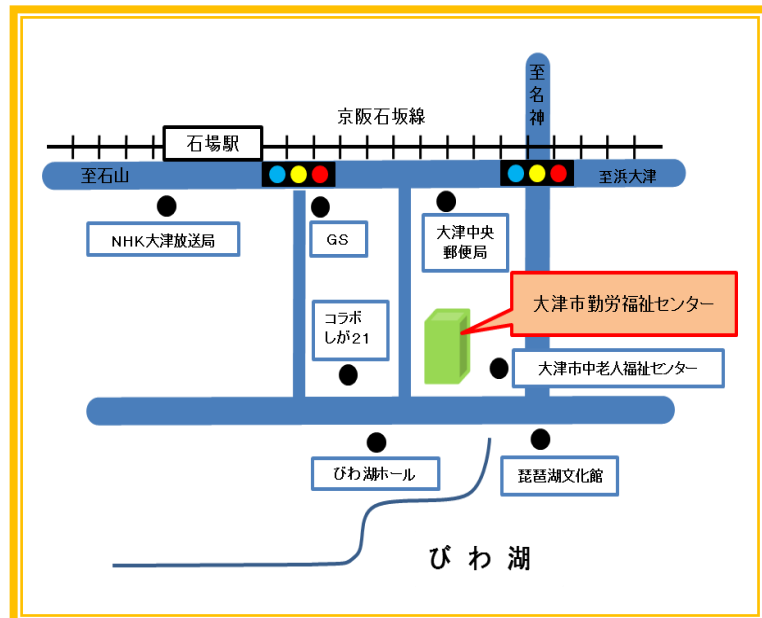 至名神
京阪石坂線
石場駅
至石山
至浜大津
NHK大津放送局
GS
大津中央
郵便局
大津市勤労福祉センター
コラボ
しが21
大津市中老人福祉センター
びわ湖ホール
琵琶湖文化館
びわ湖